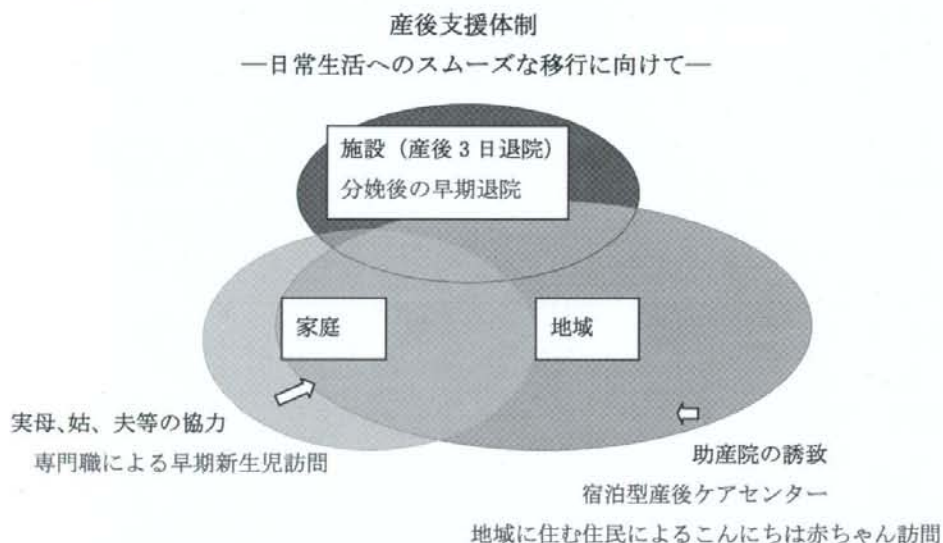 産後支援体制
―日常生活へのスムーズな移行に向けて―
施設（産後３日退院）
分娩後の早期退院
家庭
地域
実母、姑、夫等の協力
専門職による早期新生児訪問
助産院の誘致
宿泊型産後ケアセンター
地域に住む住民によるこんにちは赤ちゃん訪問